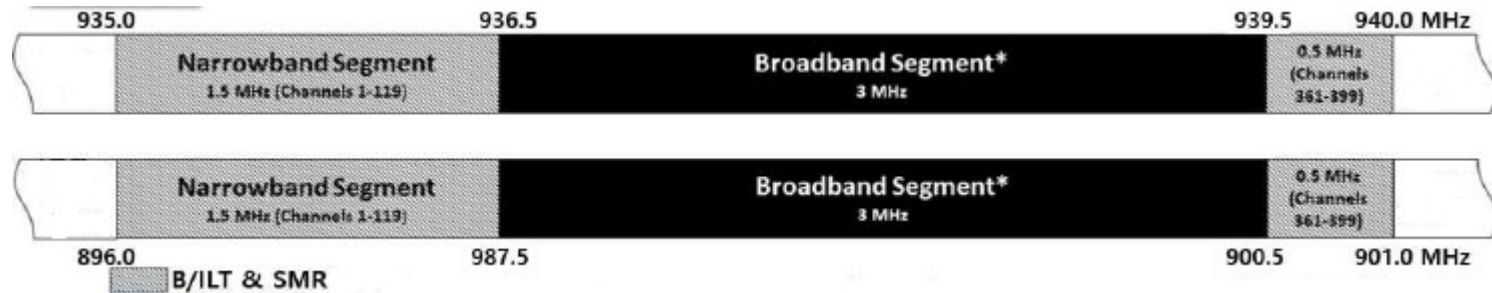 935.0 936.5 939.5 940.0 MHz
Narrowband Segment
1.5 MHz (Channels 1-119)
Broadband Segment*
3 MHz
0.5 MHz
(Channels
361-399)
Narrowband Segment
1.5 MHz (Channels 1-119)
Broadband Segment*
3 MHz
0.5 MHz
(Channels
361-399)
896.0 987.5 900.5 901.0 MHz
B/ILT & SMR